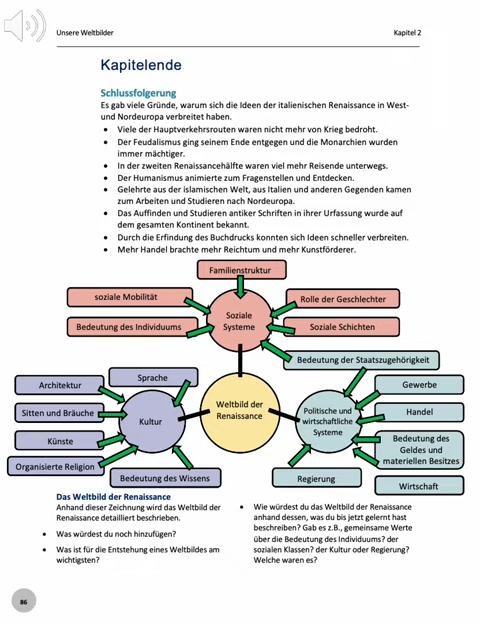 Unsere Weltbilder
Kapitel 2
Kapitelende
Schlussfolgerung
Es gab viele Gründe, warum sich die Ideen der italienischen Renaissance in West-
und Nordeuropa verbreitet haben.
• Viele der Hauptverkehrsrouten waren nicht mehr von Krieg bedroht.
• Der Feudalismus ging seinem Ende entgegen und die Monarchien wurden
immer mächtiger.
• In der zweiten Renaissancehälfte waren viel mehr Reisende unterwegs.
• Der Humanismus animierte zum Fragenstellen und Entdecken.
• Gelehrte aus der islamischen Welt, aus Italien und anderen Gegenden kamen
zum Arbeiten und Studieren nach Nordeuropa.
• Das Auffinden und Studieren antiker Schriften in ihrer Urfassung wurde auf
dem gesamten Kontinent bekannt.
• Durch die Erfindung des Buchdrucks konnten sich Ideen schneller verbreiten.
• Mehr Handel brachte mehr Reichtum und mehr Kunstförderer.
Familienstruktur
soziale Mobilität
Rolle der Geschlechter
Soziale
Systeme
Bedeutung des Individuums
Soziale Schichten
Bedeutung der Staatszugehörigkeit
Sprache
Architektur
Gewerbe
Sitten und Bräuche
Kultur
Weltbild der
Renaissance
Politische und
wirtschaftliche
Systeme
Handel
Künste
Bedeutung des
Geldes und
materiellen Besitzes
Organisierte Religion
Bedeutung des Wissens
Regierung
Wirtschaft
Das Weltbild der Renaissance
Anhand dieser Zeichnung wird das Weltbild der
Renaissance detailliert beschrieben.
• Was würdest du noch hinzufügen?
• Was ist für die Entstehung eines Weltbildes am
wichtigsten?
• Wie würdest du das Weltbild der Renaissance
anhand dessen, was du bis jetzt gelernt hast
beschreiben? Gab es z.B., gemeinsame Werte
über die Bedeutung des Individuums? der
sozialen Klassen? der Kultur oder Regierung?
Welche waren es?
86